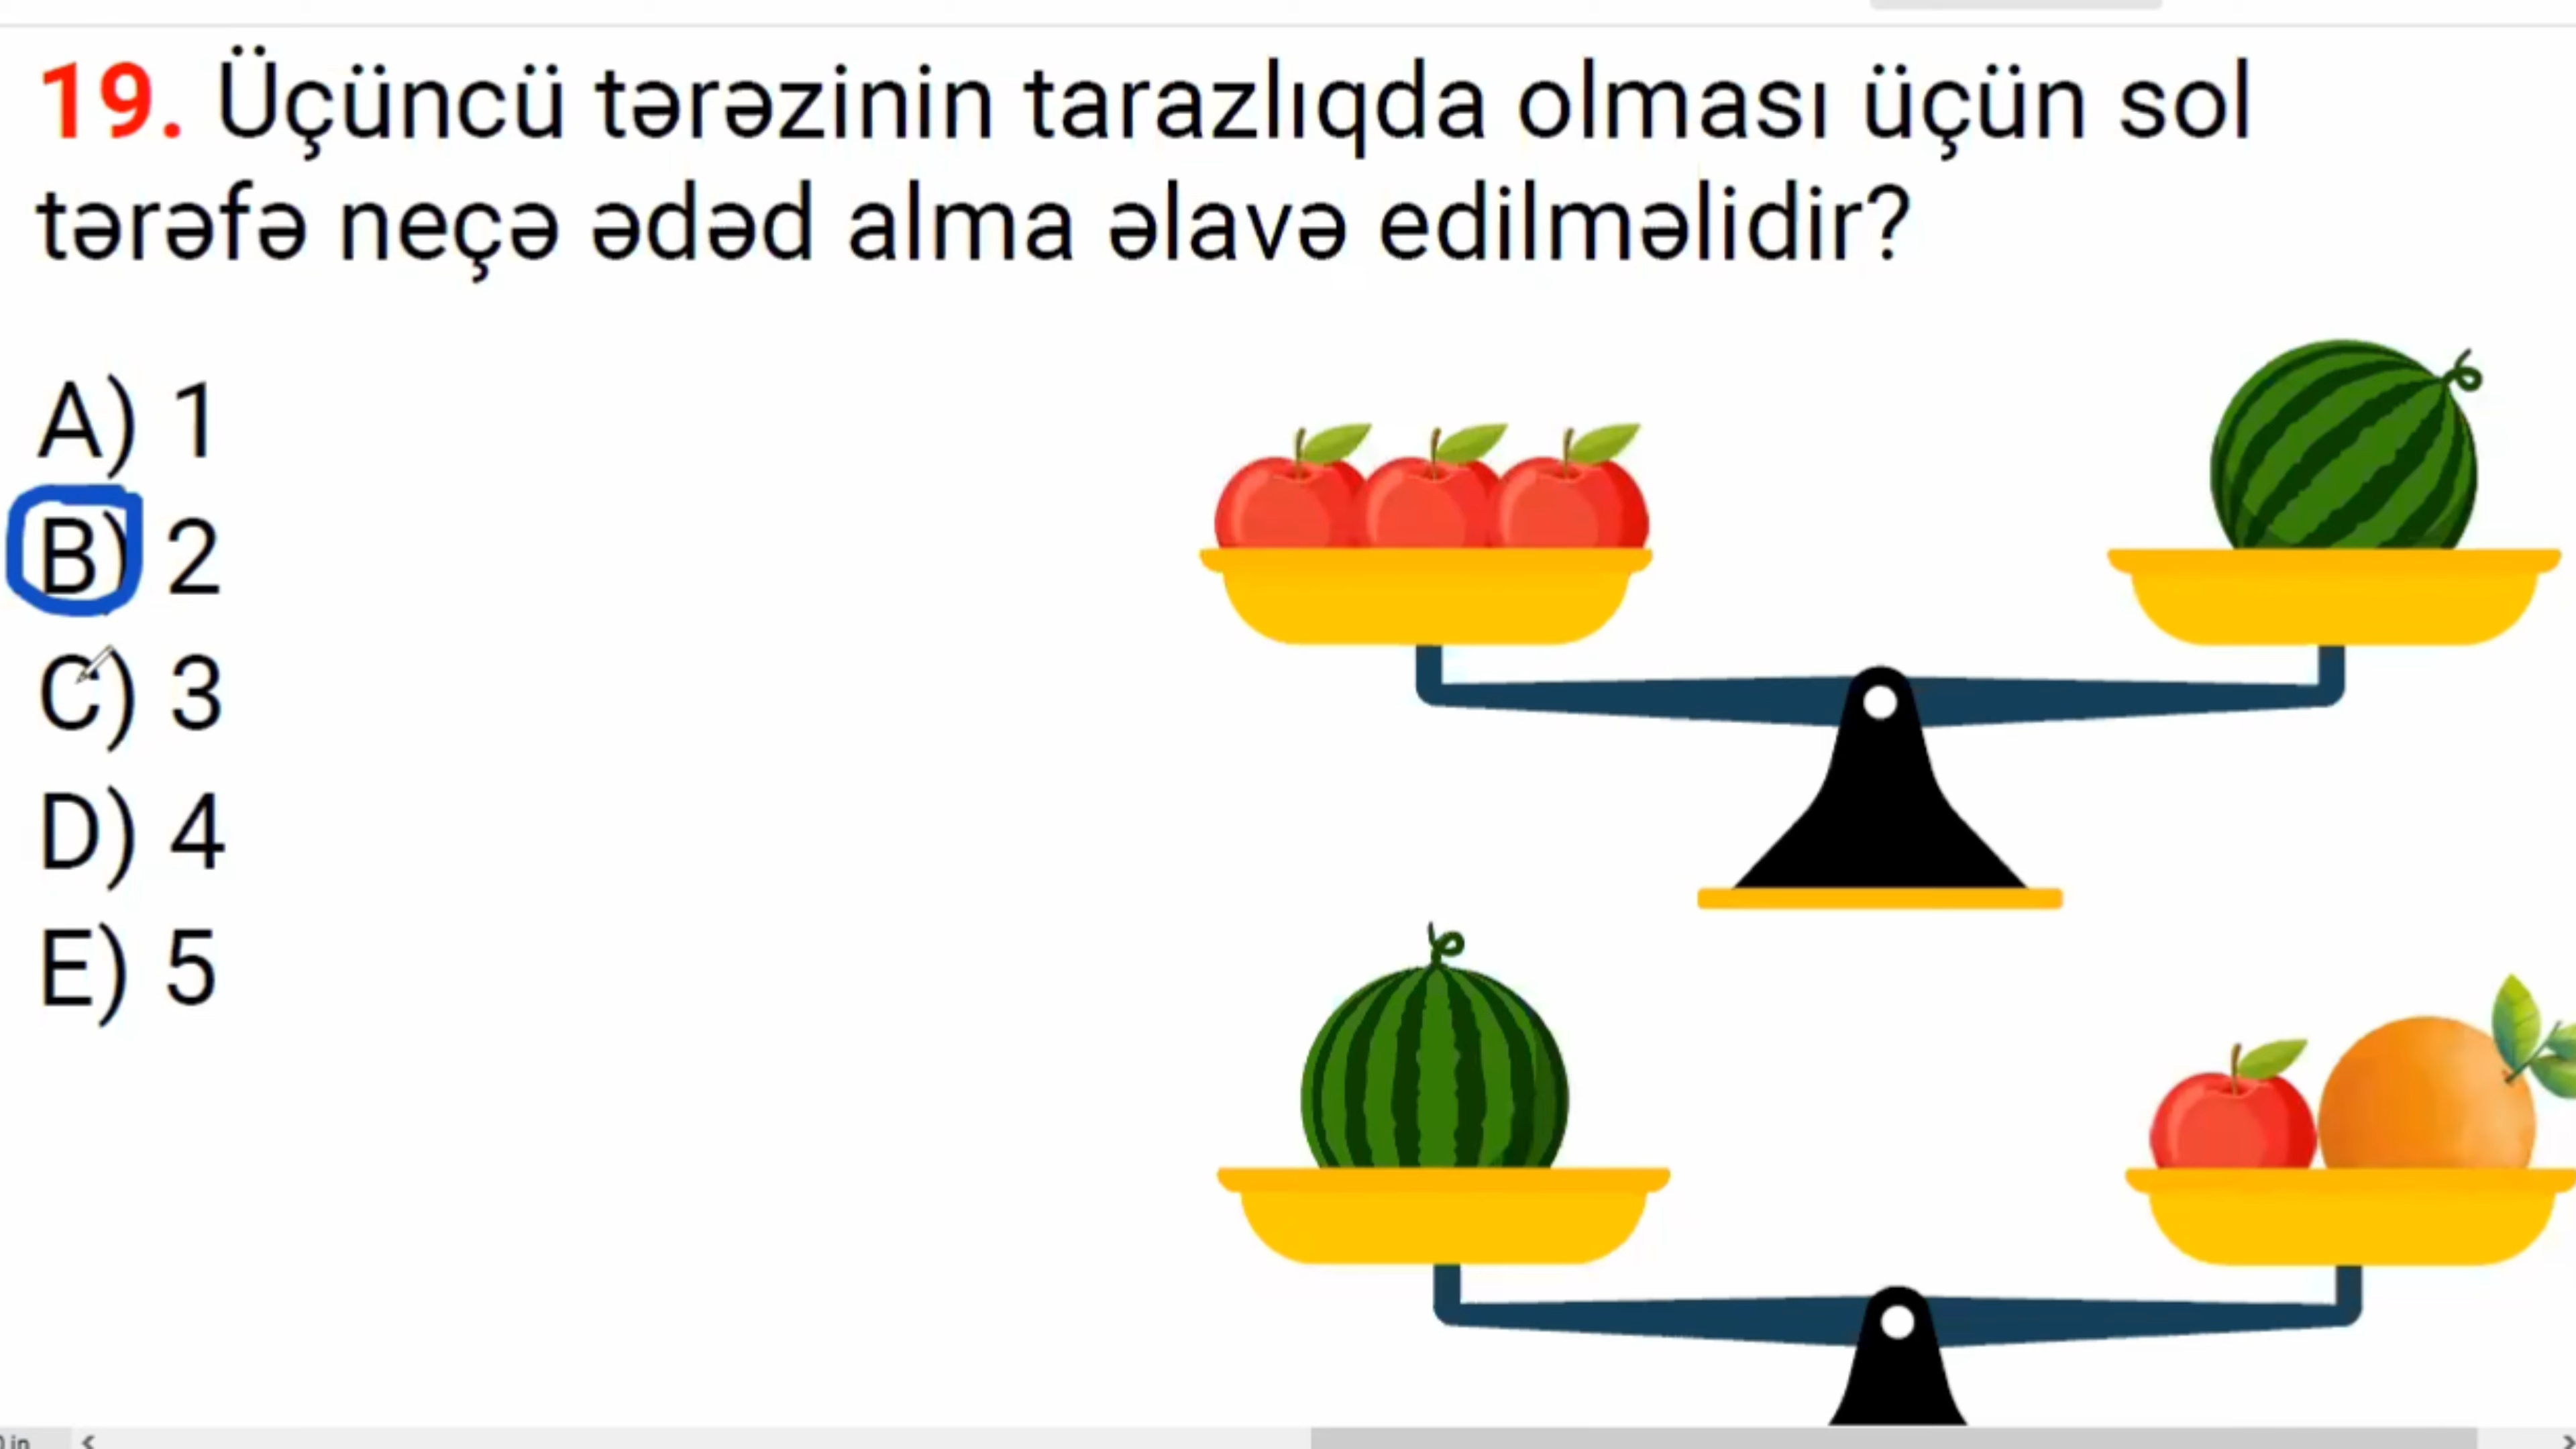 19. Üçüncü tərəzinin tarazlıqda olması üçün sol
tərəfə neçə ədəd alma əlavə edilməlidir?
A) 1
B) 2
C) 3
D) 4
E) 5